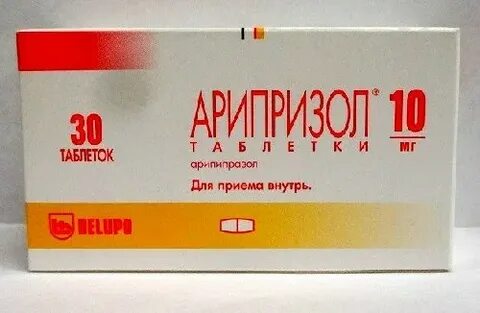 30
ТАБЛЕТОК
АРИПРИЗОЛ® 10
ТАБЛЕТКИ МГ
арипипразол
Для приема внутрь.
BELUPO